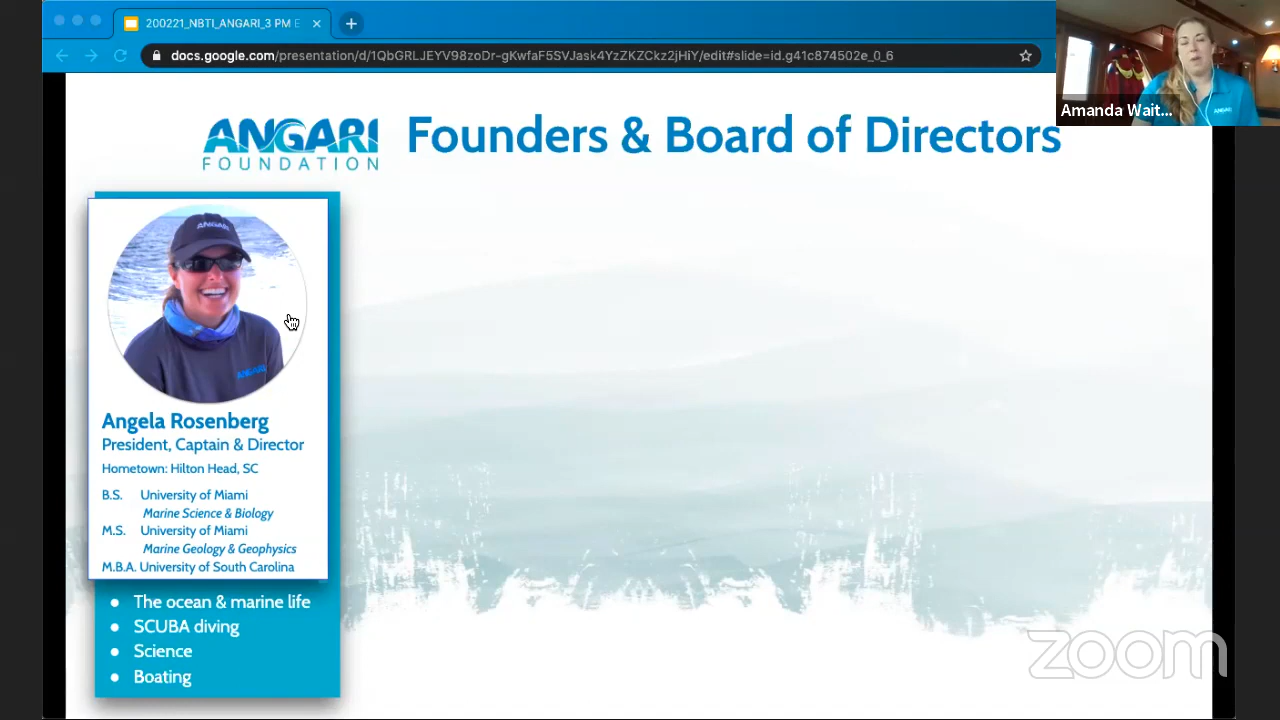 200221_NBTI_ANGARI_3 PM E
docs.google.com/presentation/d/1QbGRLJEYV98zoDr-gKwfaF5SVJask4YzZKZCkz2jHiY/edit#slide=id.g41c874502e_0_6
Amanda Wait...
ANGARI
FOUNDATION
Founders & Board of Directors
ANGARI
ANGARI
Angela Rosenberg
President, Captain & Director
Hometown: Hilton Head, SC
B.S. University of Miami
Marine Science & Biology
M.S. University of Miami
Marine Geology & Geophysics
M.B.A. University of South Carolina
• The ocean & marine life
• SCUBA diving
• Science
• Boating
zoom